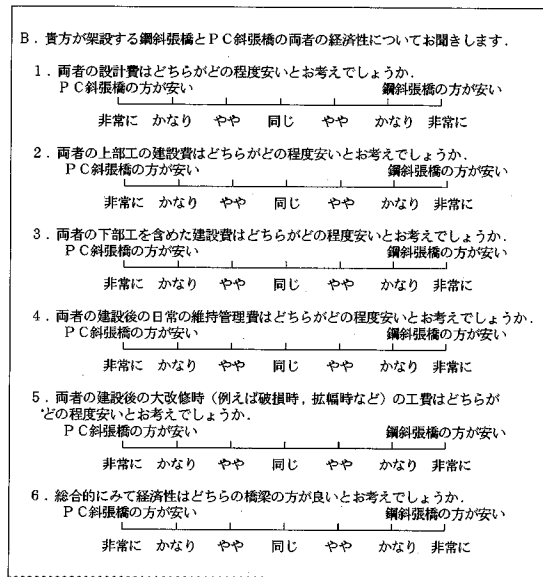 B．貴方が架設する鋼斜張橋とＰＣ斜張橋の両者の経済性についてお聞きします．
1．両者の設計費はどちらがどの程度安いとお考えでしょうか．
ＰＣ斜張橋の方が安い　鋼斜張橋の方が安い
非常に　かなり　やや　同じ　やや　かなり　非常に
2．両者の上部工の建設費はどちらがどの程度安いとお考えでしょうか．
ＰＣ斜張橋の方が安い　鋼斜張橋の方が安い
非常に　かなり　やや　同じ　やや　かなり　非常に
3．両者の下部工を含めた建設費はどちらがどの程度安いとお考えでしょうか．
ＰＣ斜張橋の方が安い　鋼斜張橋の方が安い
非常に　かなり　やや　同じ　やや　かなり　非常に
4．両者の建設後の日常の維持管理費はどちらがどの程度安いとお考えでしょうか．
ＰＣ斜張橋の方が安い　鋼斜張橋の方が安い
非常に　かなり　やや　同じ　やや　かなり　非常に
5．両者の建設後の大改修時（例えば破損時，拡幅時など）の工費はどちらが
どの程度安いとお考えでしょうか．
ＰＣ斜張橋の方が安い　鋼斜張橋の方が安い
非常に　かなり　やや　同じ　やや　かなり　非常に
6．総合的にみて経済性はどちらの橋梁の方が良いとお考えでしょうか．
ＰＣ斜張橋の方が安い　鋼斜張橋の方が安い
非常に　かなり　やや　同じ　やや　かなり　非常に